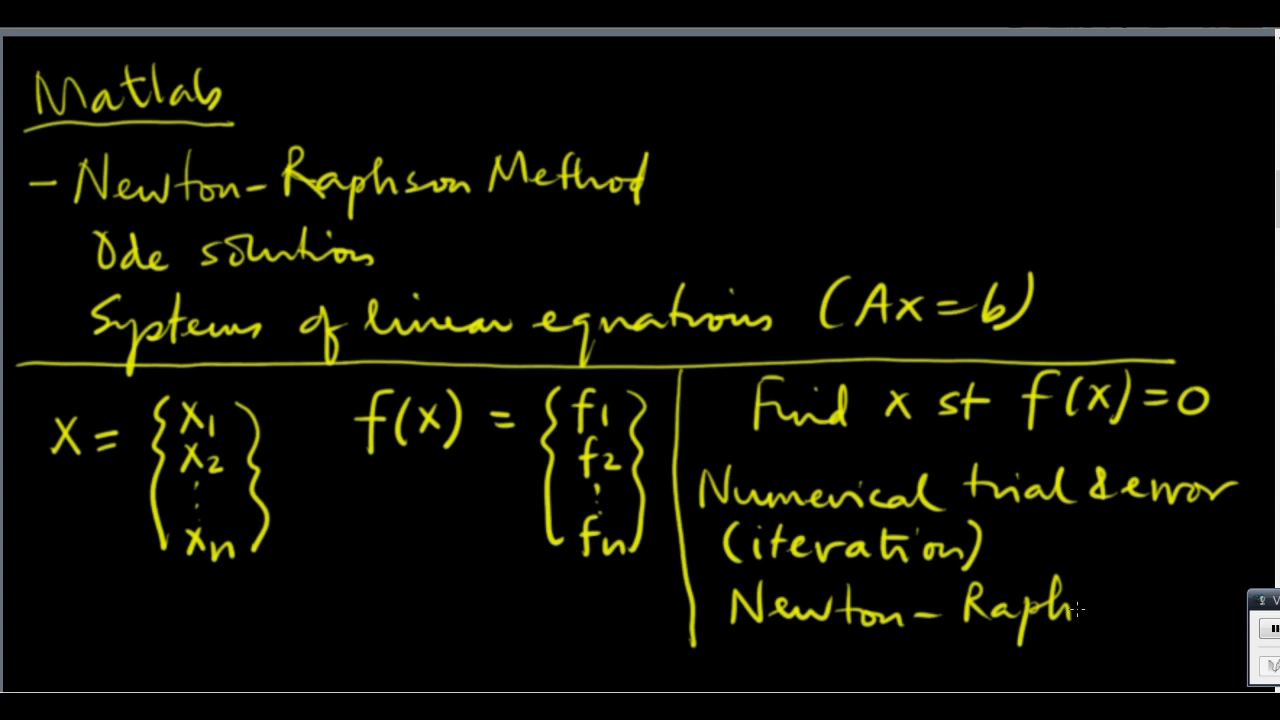 Matlab
- Newton-Raphson Method
Ode solution
Systems of linear equations (Ax=b)
x = { x1 x2 ⋮ xn }
f(x) = { f1 f2 ⋮ fn }
Find x st f(x)=0
Numerical trial & error
(iteration)
Newton-Raph